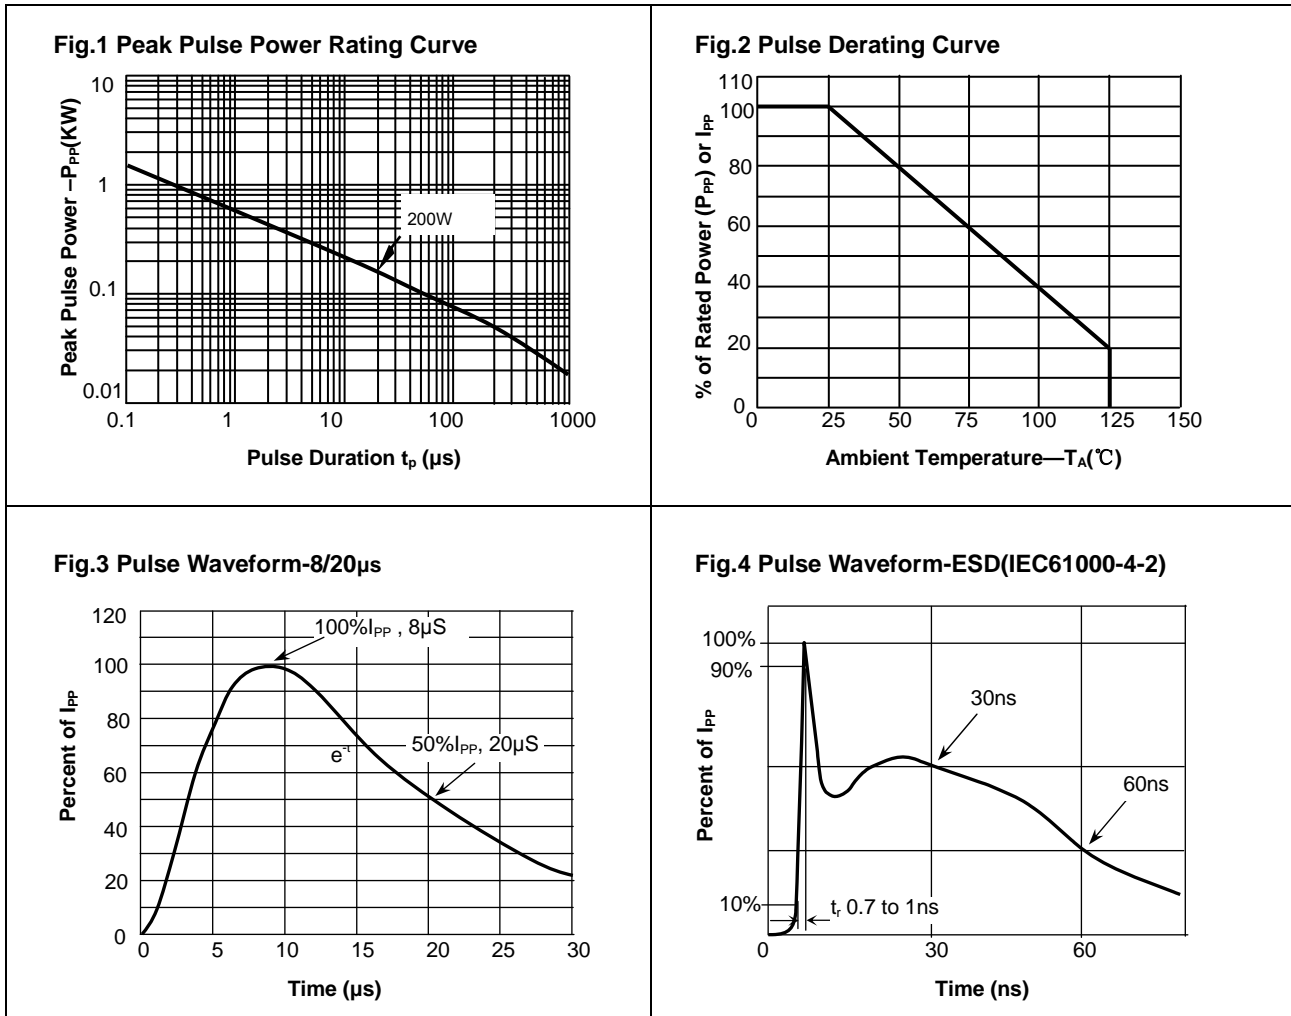 Fig.1 Peak Pulse Power Rating Curve
Peak Pulse Power –PPP(KW)
10
1
0.1
0.01
200W
0.1 1 10 100 1000
Pulse Duration tp (µs)
Fig.2 Pulse Derating Curve
% of Rated Power (PPP) or IPP
110
100
80
60
40
20
0
25 50 75 100 125 150
Ambient Temperature—TA(℃)
Fig.3 Pulse Waveform-8/20µs
Percent of IPP
120
100
80
60
40
20
0
100%IPP , 8µS
e-t
50%IPP, 20µS
0 5 10 15 20 25 30
Time (µs)
Fig.4 Pulse Waveform-ESD(IEC61000-4-2)
Percent of IPP
100%
90%
10%
30ns
60ns
tr 0.7 to 1ns
0 30 60
Time (ns)